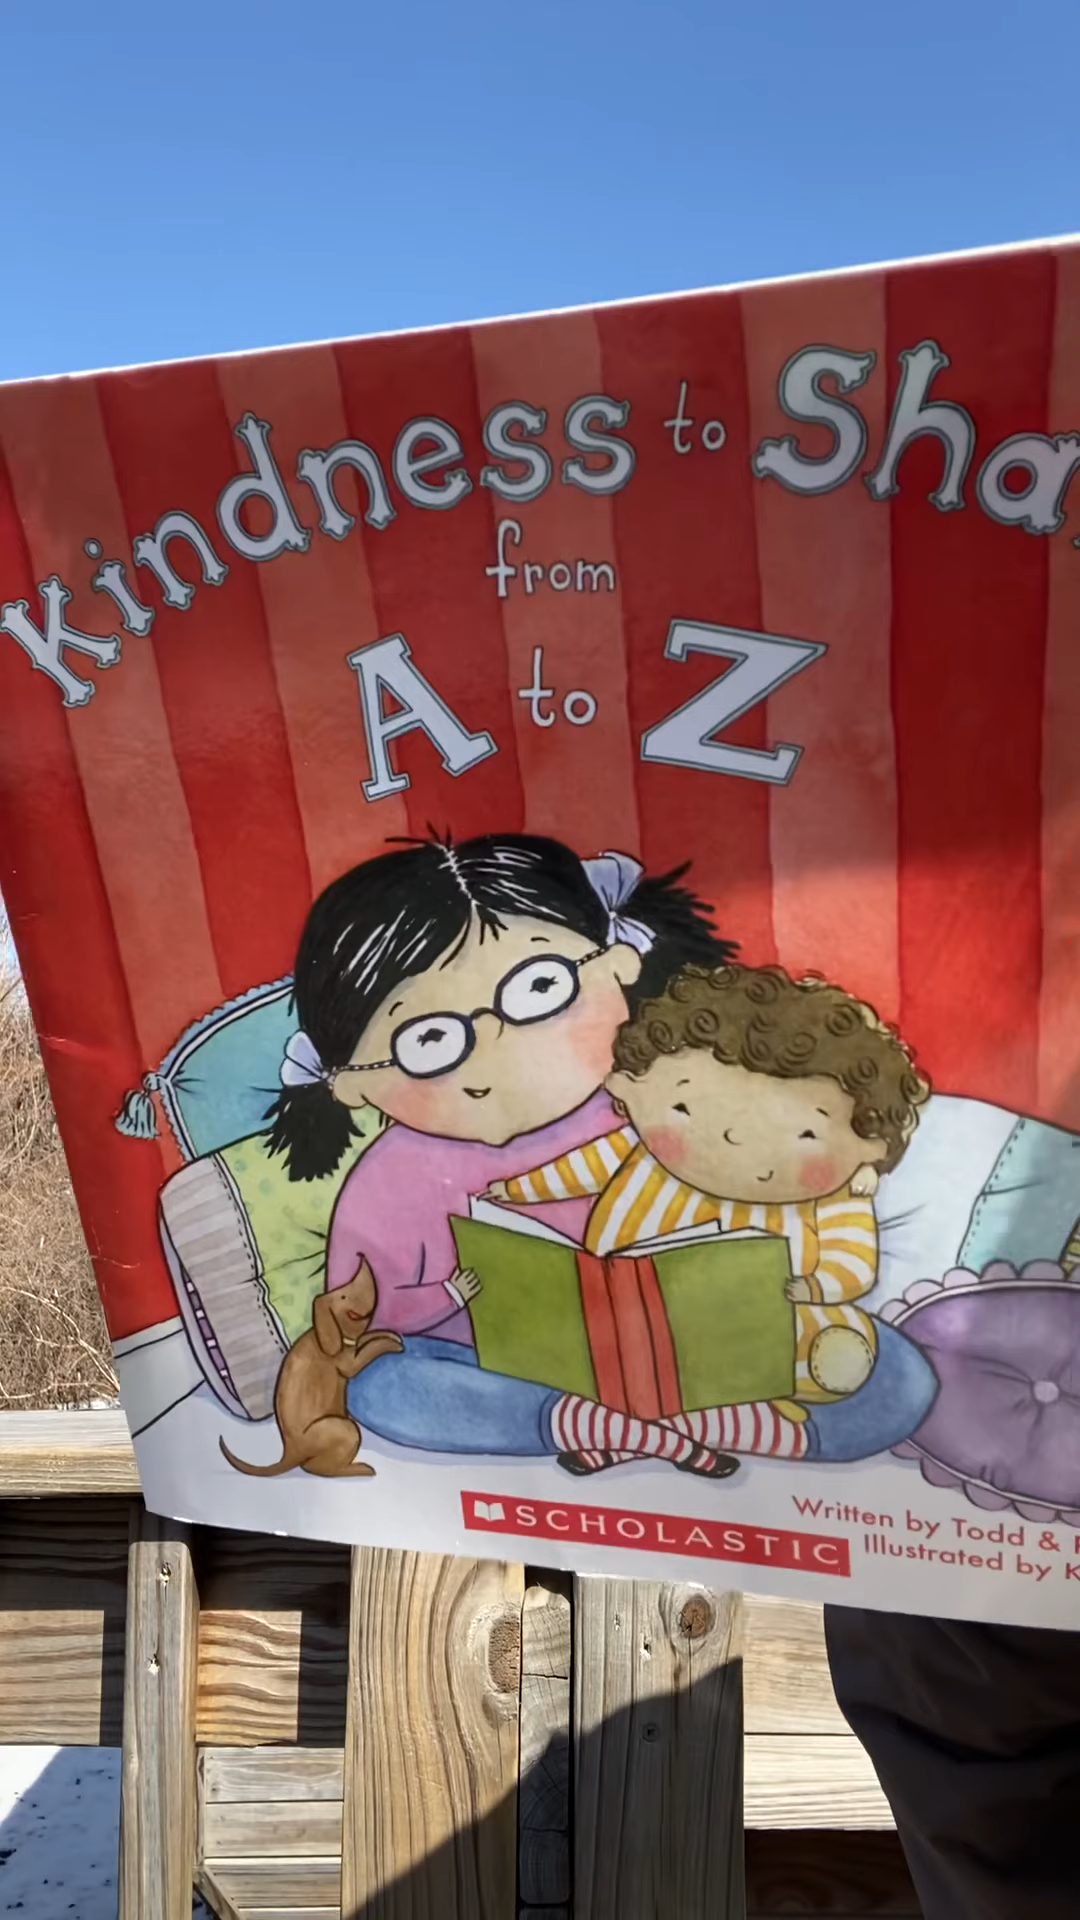 Kindness to Sha
from
A to Z
SCHOLASTIC
Written by Todd &
Illustrated by K